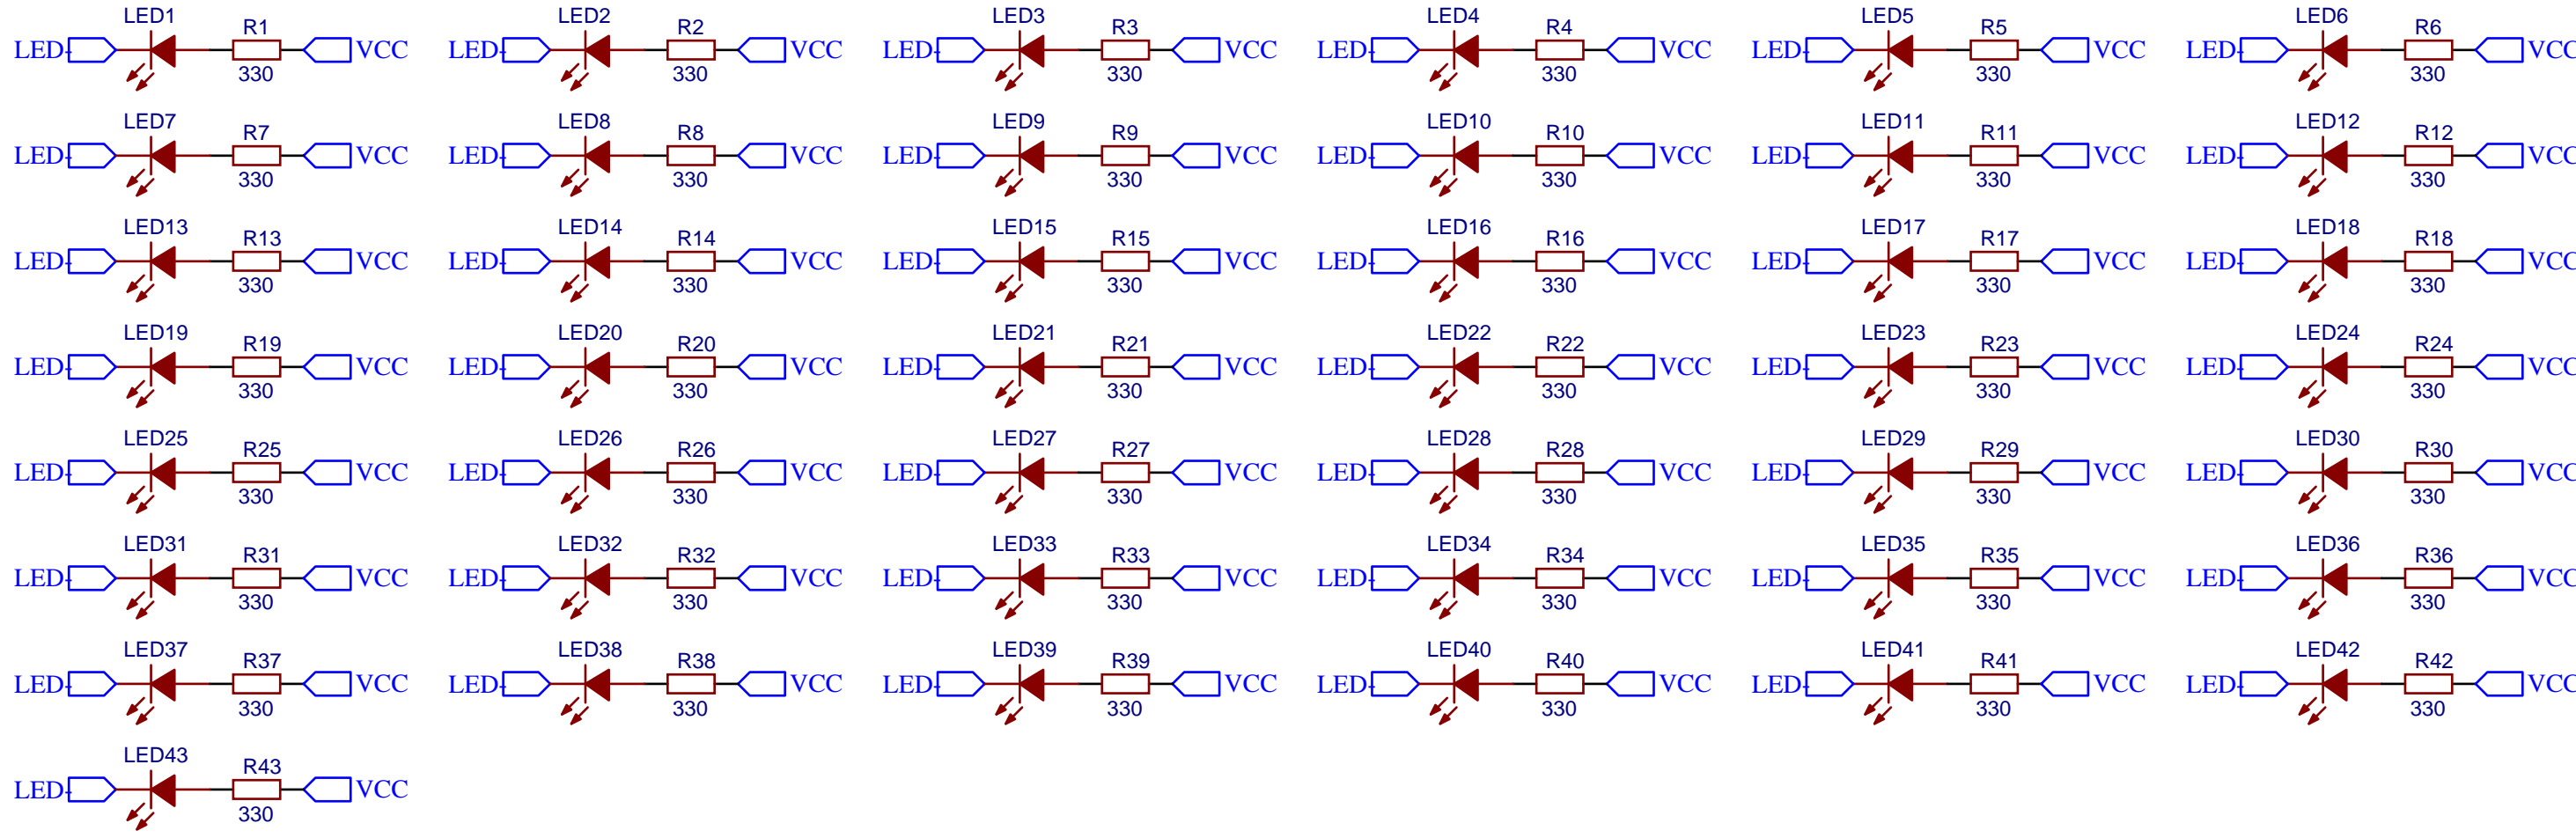 LED1 LED2 LED3 LED4 LED5 LED6
R1 R2 R3 R4 R5 R6
LED- VCC LED- VCC LED- VCC LED- VCC LED- VCC LED- VCC
330 330 330 330 330 330
LED7 LED8 LED9 LED10 LED11 LED12
R7 R8 R9 R10 R11 R12
LED- VCC LED- VCC LED- VCC LED- VCC LED- VCC LED- VCC
330 330 330 330 330 330
LED13 LED14 LED15 LED16 LED17 LED18
R13 R14 R15 R16 R17 R18
LED- VCC LED- VCC LED- VCC LED- VCC LED- VCC LED- VCC
330 330 330 330 330 330
LED19 LED20 LED21 LED22 LED23 LED24
R19 R20 R21 R22 R23 R24
LED- VCC LED- VCC LED- VCC LED- VCC LED- VCC LED- VCC
330 330 330 330 330 330
LED25 LED26 LED27 LED28 LED29 LED30
R25 R26 R27 R28 R29 R30
LED- VCC LED- VCC LED- VCC LED- VCC LED- VCC LED- VCC
330 330 330 330 330 330
LED31 LED32 LED33 LED34 LED35 LED36
R31 R32 R33 R34 R35 R36
LED- VCC LED- VCC LED- VCC LED- VCC LED- VCC LED- VCC
330 330 330 330 330 330
LED37 LED38 LED39 LED40 LED41 LED42
R37 R38 R39 R40 R41 R42
LED- VCC LED- VCC LED- VCC LED- VCC LED- VCC LED- VCC
330 330 330 330 330 330
LED43
R43
LED- VCC
330